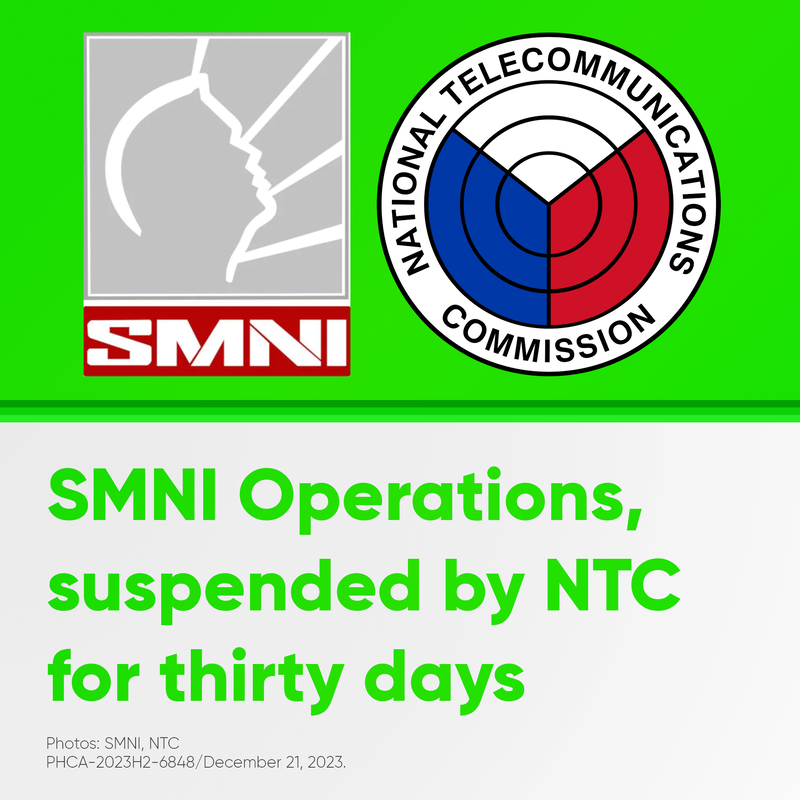 SMNI
NATIONAL TELECOMMUNICATIONS
COMMISSION
SMNI Operations,
suspended by NTC
for thirty days
Photos: SMNI, NTC
PHCA-2023H2-6848/December 21, 2023.